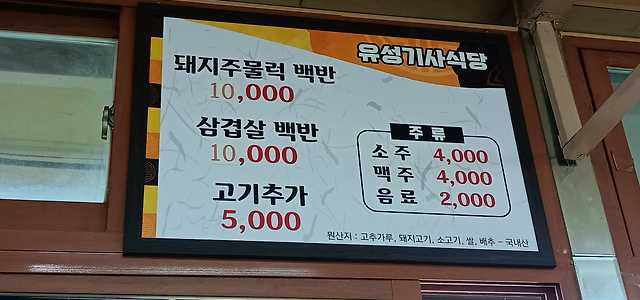 유성기사식당
돼지주물럭 백반
10,000
삼겹살 백반
10,000
고기추가
5,000
주 류
소 주 4,000
맥 주 4,000
음 료 2,000
원산지 : 고추가루, 돼지고기, 소고기, 쌀, 배추 - 국내산